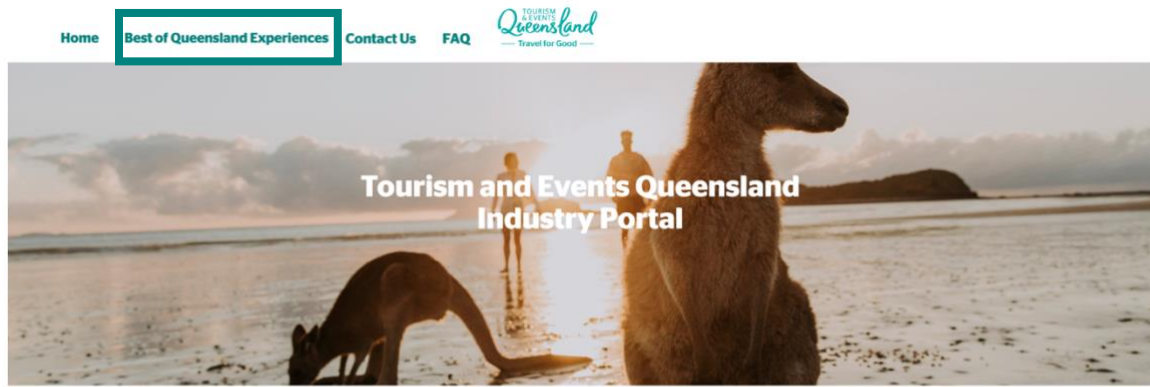 Home Best of Queensland Experiences Contact Us FAQ
TOURISM
& EVENTS
Queensland
Travel for Good
Tourism and Events Queensland
Industry Portal